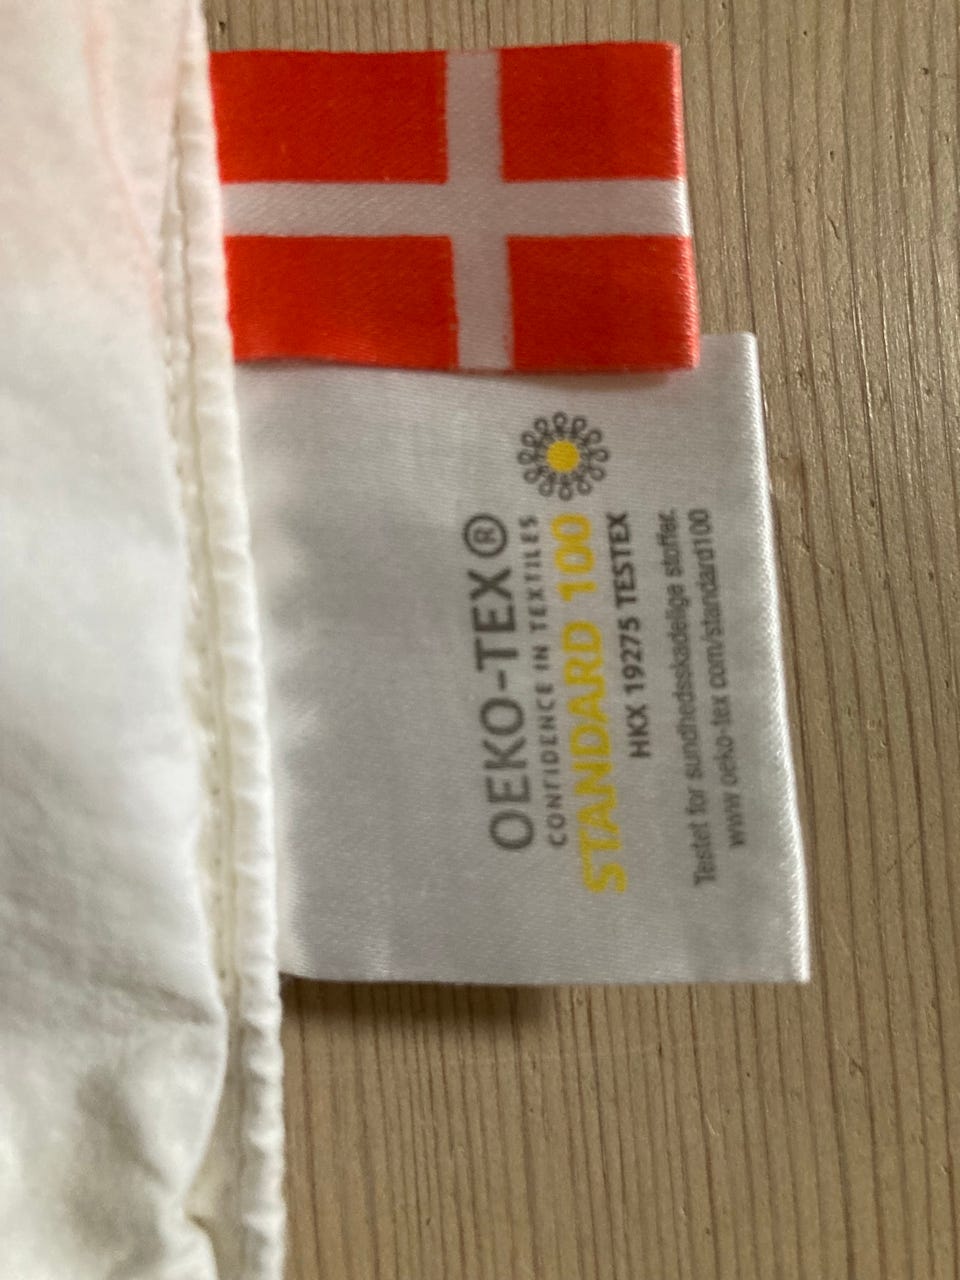 OEKO-TEX®
CONFIDENCE IN TEXTILES
STANDARD 100
HKX 19275 TESTEX
Testet for sundhedsskadelige stoffer.
www oeko-tex com/standard100